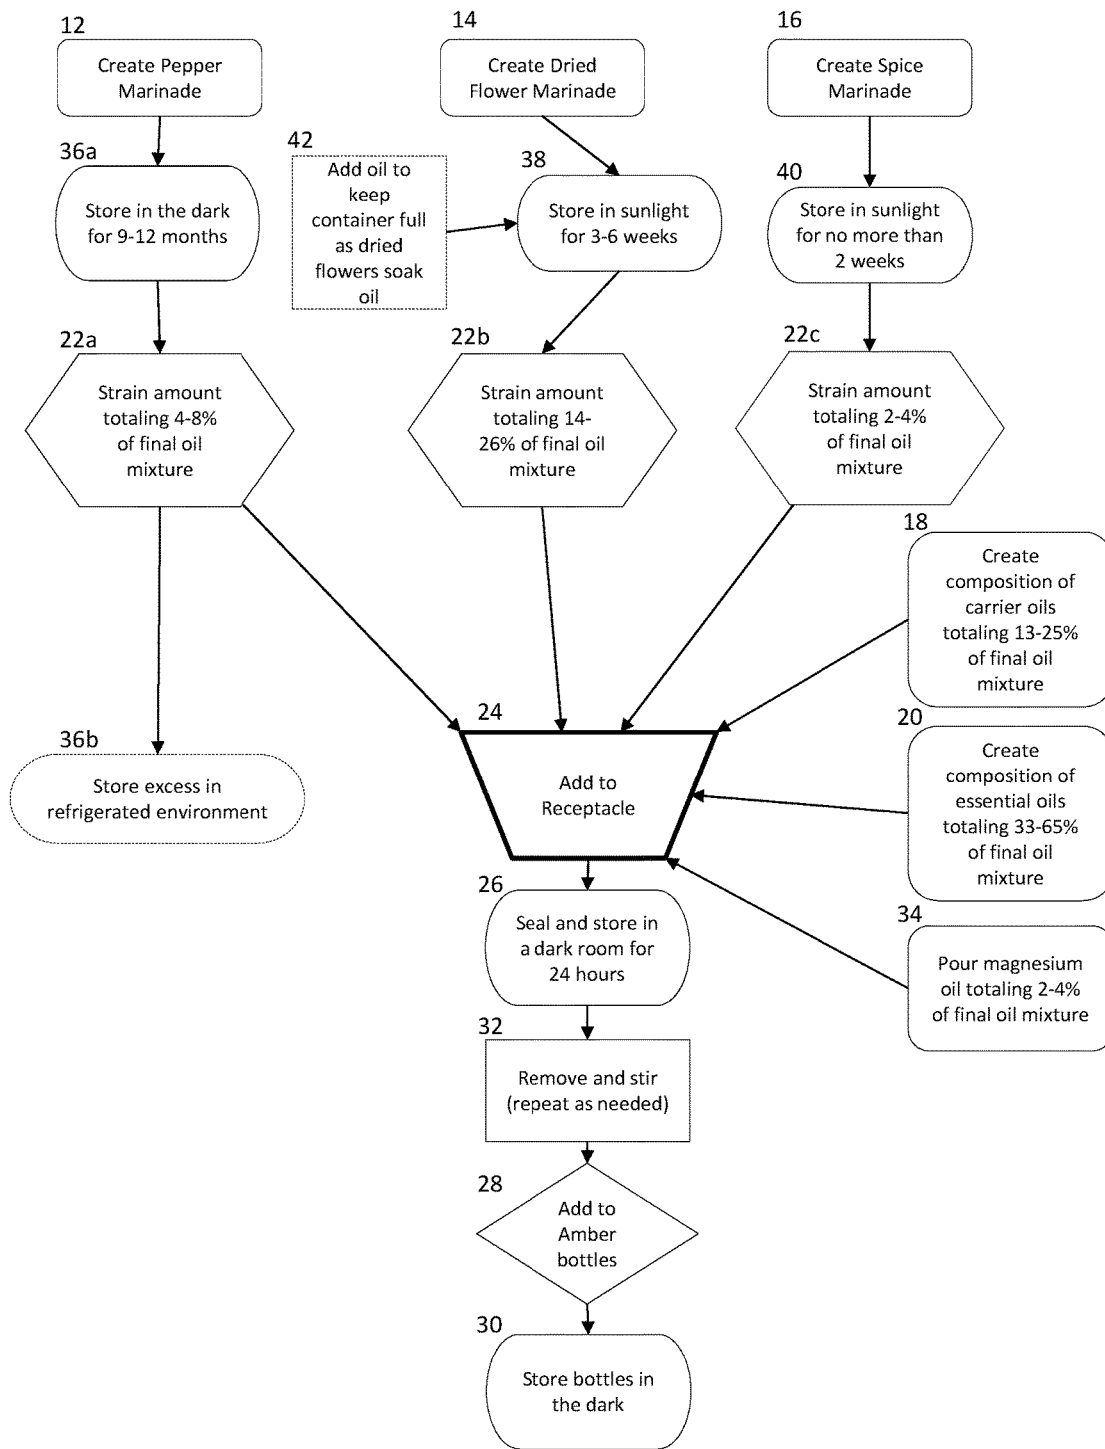 12
Create Pepper
Marinade
14
Create Dried
Flower Marinade
16
Create Spice
Marinade
36a
Store in the dark
for 9-12 months
42
Add oil to
keep
container full
as dried
flowers soak
oil
38
Store in sunlight
for 3-6 weeks
40
Store in sunlight
for no more than
2 weeks
22a
Strain amount
totaling 4-8%
of final oil
mixture
22b
Strain amount
totaling 14-
26% of final oil
mixture
22c
Strain amount
totaling 2-4%
of final oil
mixture
18
Create
composition of
carrier oils
totaling 13-25%
of final oil
mixture
36b
Store excess in
refrigerated environment
24
Add to
Receptacle
20
Create
composition of
essential oils
totaling 33-65%
of final oil
mixture
26
Seal and store in
a dark room for
24 hours
34
Pour magnesium
oil totaling 2-4%
of final oil mixture
32
Remove and stir
(repeat as needed)
28
Add to
Amber
bottles
30
Store bottles in
the dark